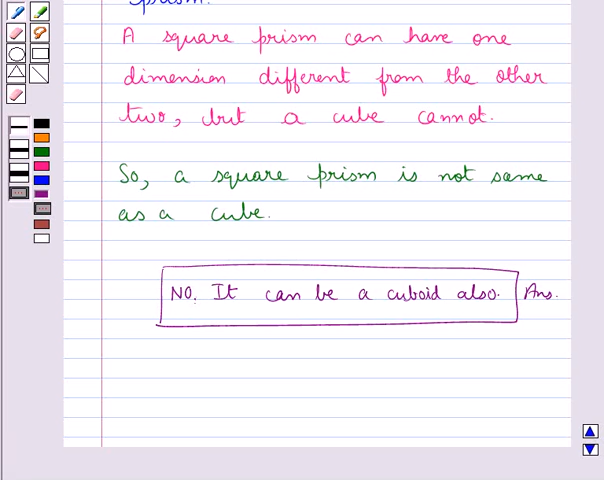 prism.
A square prism can have one
dimension different from the other
two, but a cube cannot.
So, a square prism is not same
as a cube.
NO. It can be a cuboid also. Ans.